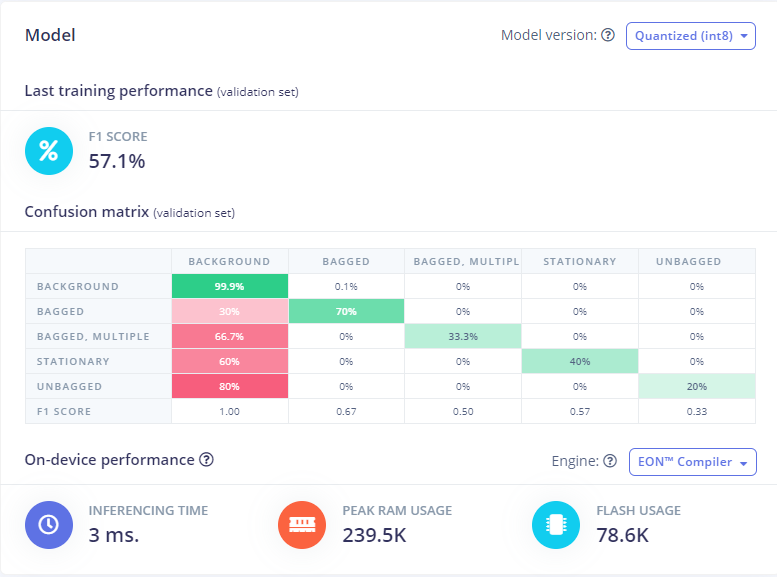 Model
Model version: ? Quantized (int8)
Last training performance (validation set)
%
F1 SCORE
57.1%
Confusion matrix (validation set)
BACKGROUND BAGGED BAGGED, MULTIPL STATIONARY UNBAGGED
BACKGROUND 99.9% 0.1% 0% 0% 0%
BAGGED 30% 70% 0% 0% 0%
BAGGED, MULTIPLE 66.7% 0% 33.3% 0% 0%
STATIONARY 60% 0% 0% 40% 0%
UNBAGGED 80% 0% 0% 0% 20%
F1 SCORE 1.00 0.67 0.50 0.57 0.33
On-device performance ?
Engine: ? EON™ Compiler
INFERENCING TIME
3 ms.
PEAK RAM USAGE
239.5K
FLASH USAGE
78.6K